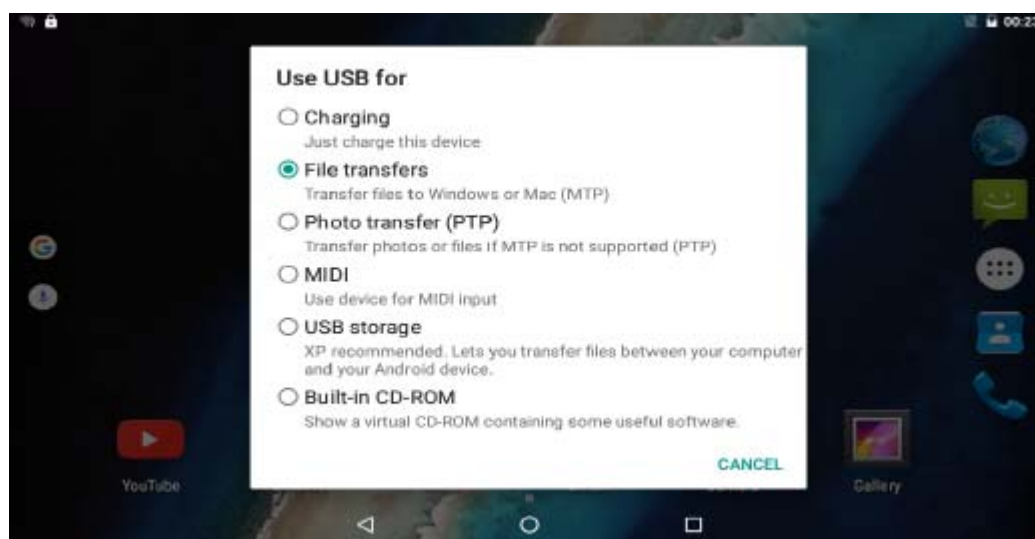 00:23
Use USB for
Charging
Just charge this device
File transfers
Transfer files to Windows or Mac (MTP)
Photo transfer (PTP)
Transfer photos or files if MTP is not supported (PTP)
MIDI
Use device for MIDI input
USB storage
XP recommended. Lets you transfer files between your computer
and your Android device.
Built-in CD-ROM
Show a virtual CD-ROM containing some useful software.
CANCEL
YouTube
Gallery